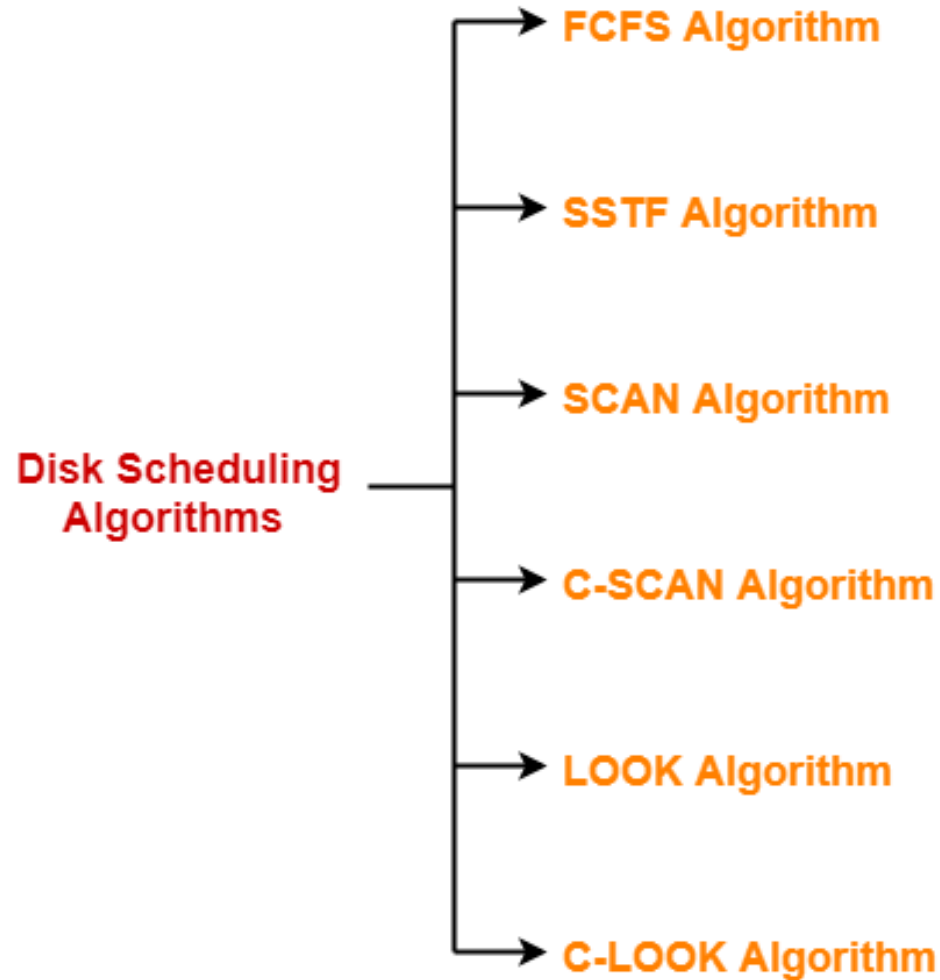 FCFS Algorithm
SSTF Algorithm
SCAN Algorithm
Disk Scheduling
Algorithms
C-SCAN Algorithm
LOOK Algorithm
C-LOOK Algorithm